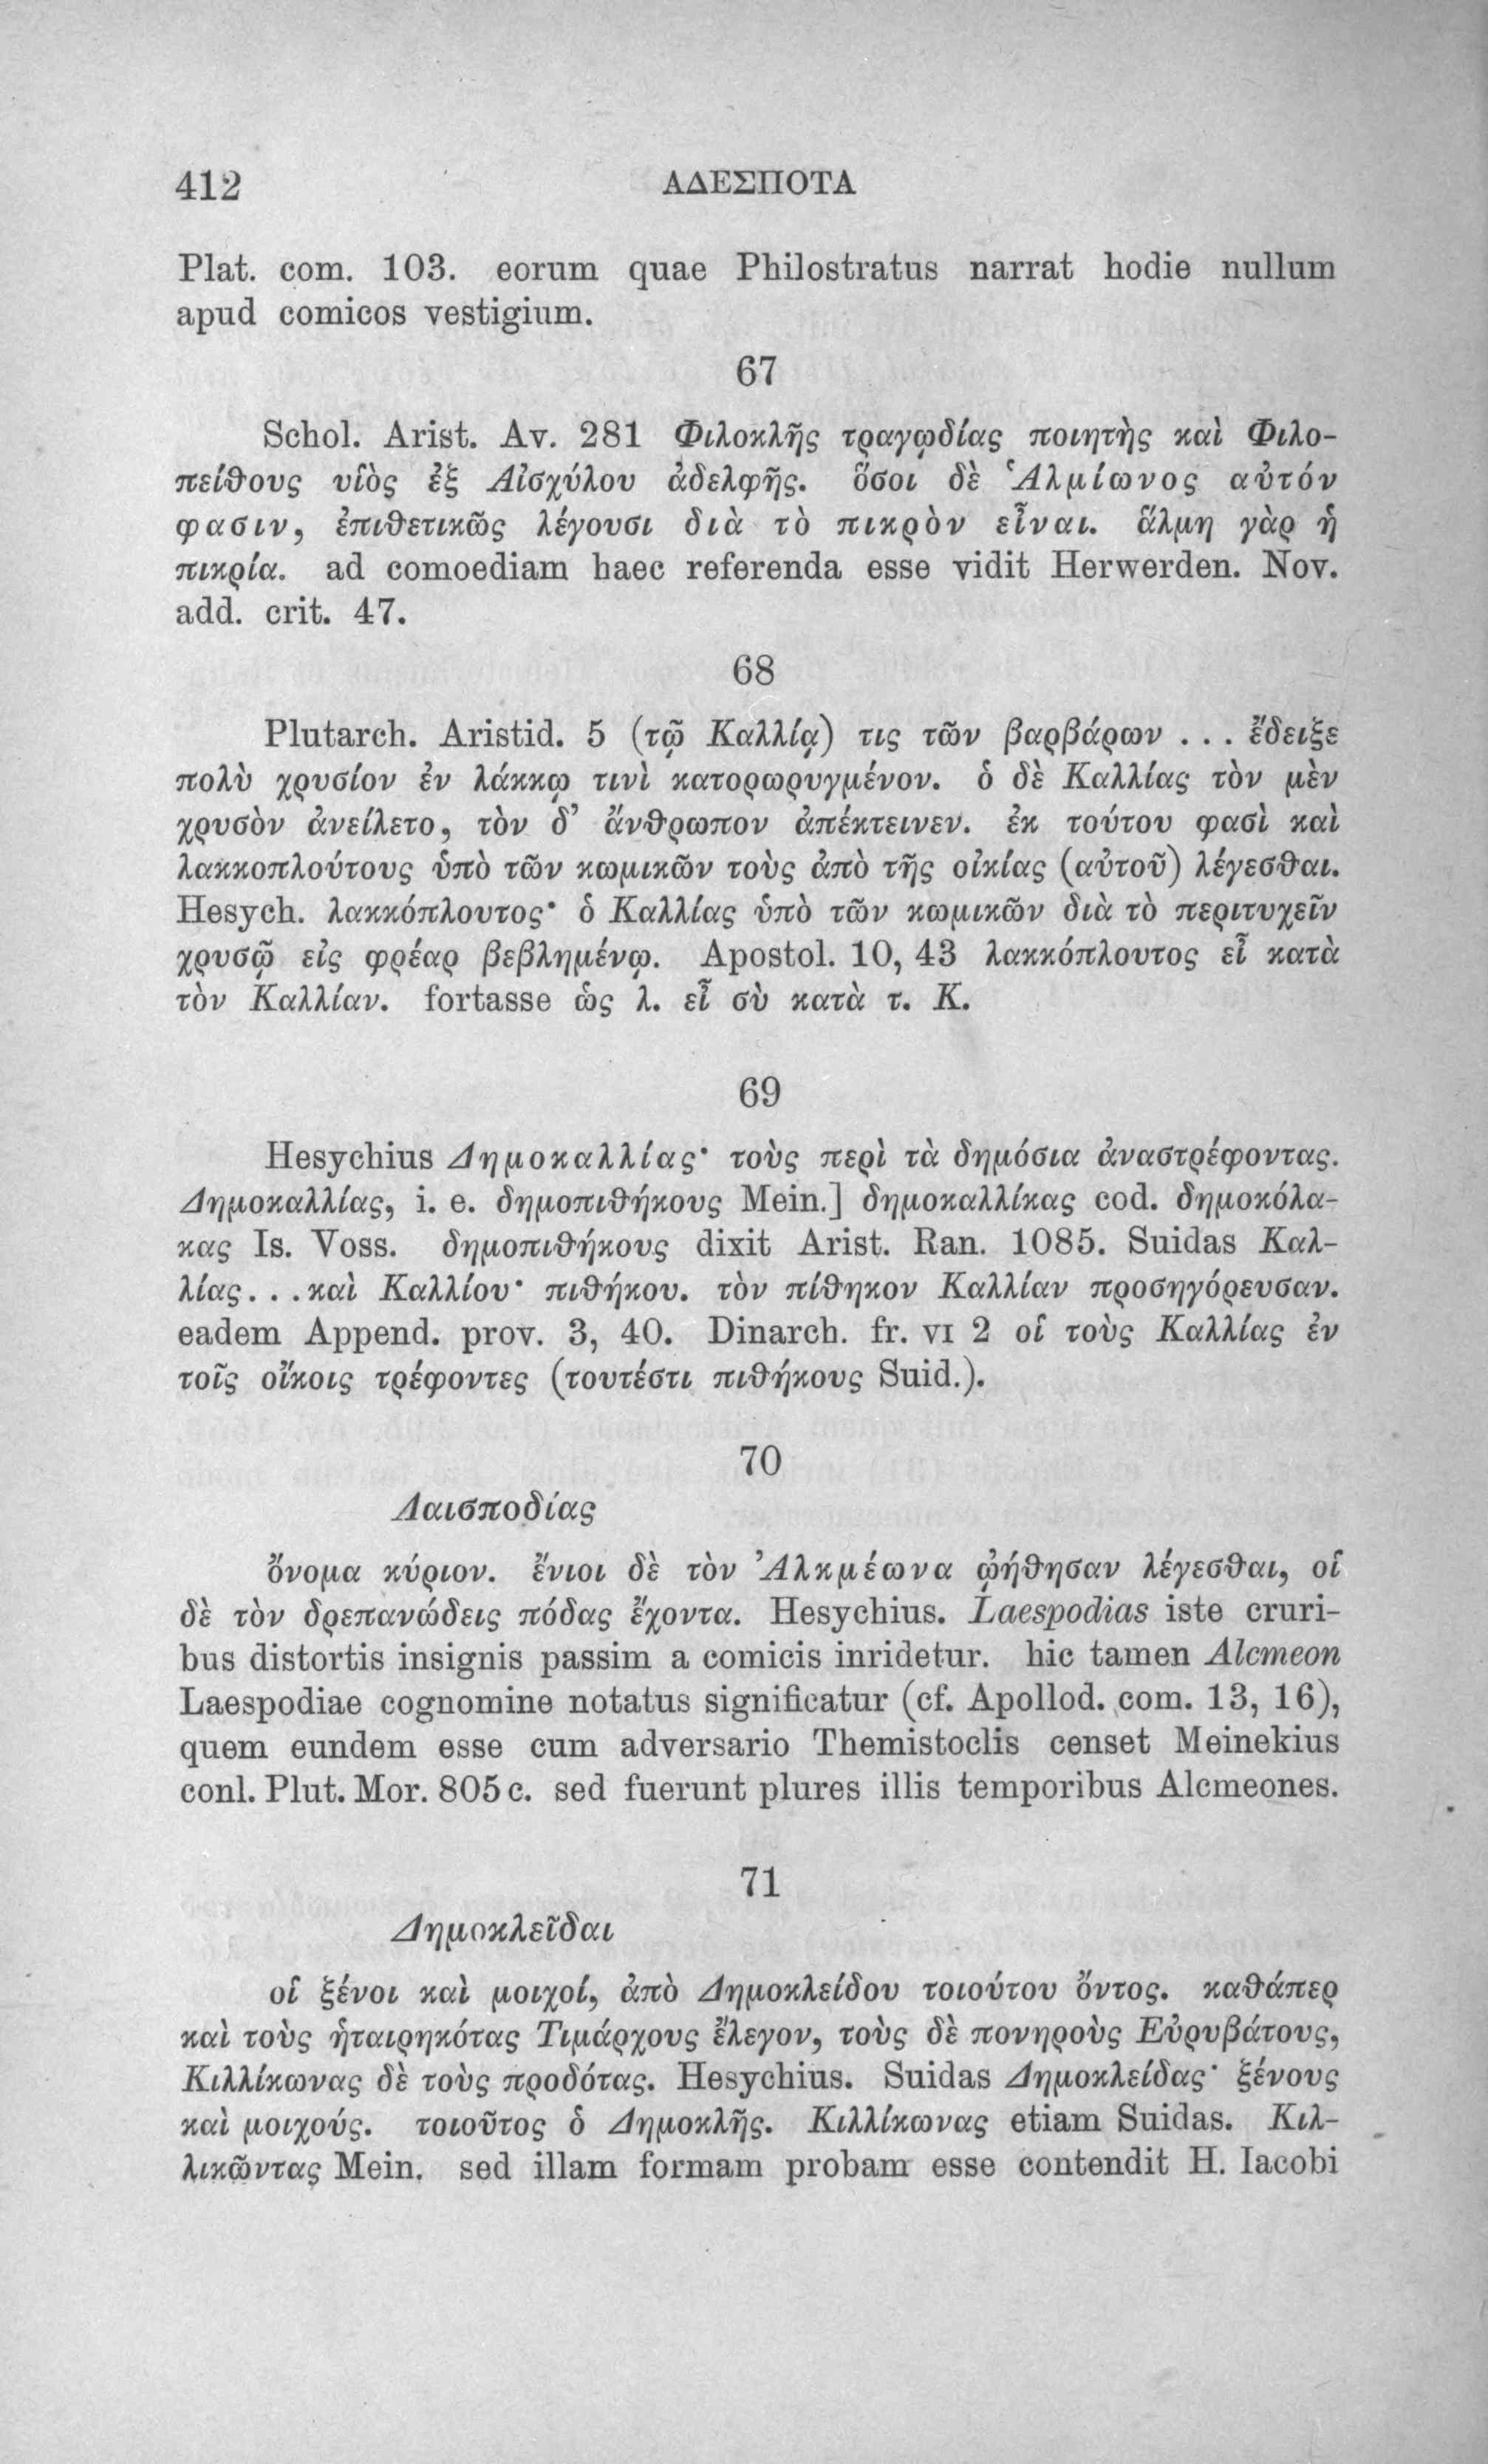 412 ΑΔΕΣΠΟΤΑ
Plat. com. 103. eorum quae Philostratus narrat hodie nullum
apud comicos vestigium.
67
Schol. Arist. Av. 281 Φιλοκλῆς τραγῳδίας ποιητὴς καὶ Φιλο-
πείθους υἱὸς ἐξ Αἰσχύλου ἀδελφῆς. ὅσοι δὲ Ἁλμίωνος αὐτόν
φασιν, ἐπιθετικῶς λέγουσι διὰ τὸ πικρὸν εἶναι. ἅλμη γὰρ ἡ
πικρία. ad comoediam haec referenda esse vidit Herwerden. Nov.
add. crit. 47.
68
Plutarch. Aristid. 5 (τῷ Καλλίᾳ) τις τῶν βαρβάρων ... ἔδειξε
πολὺ χρυσίον ἐν λάκκῳ τινὶ κατορωρυγμένον. ὁ δὲ Καλλίας τὸν μὲν
χρυσὸν ἀνείλετο, τὸν δ’ ἄνθρωπον ἀπέκτεινεν. ἐκ τούτου φασὶ καὶ
λακκοπλούτους ὑπὸ τῶν κωμικῶν τοὺς ἀπὸ τῆς οἰκίας (αὐτοῦ) λέγεσθαι.
Hesych. λακκόπλουτος· ὁ Καλλίας ὑπὸ τῶν κωμικῶν διὰ τὸ περιτυχεῖν
χρυσῷ εἰς φρέαρ βεβλημένῳ. Apostol. 10, 43 λακκόπλουτος εἶ κατὰ
τὸν Καλλίαν. fortasse ὡς λ. εἶ σὺ κατὰ τ. Κ.
69
Hesychius Δημοκαλλίας· τοὺς περὶ τὰ δημόσια ἀναστρέφοντας.
Δημοκαλλίας, i. e. δημοπιθήκους Mein.] δημοκαλλίκας cod. δημοκόλα-
κας Is. Voss. δημοπιθήκους dixit Arist. Ran. 1085. Suidas Καλ-
λίας... καὶ Καλλίου· πιθήκου. τὸν πίθηκον Καλλίαν προσηγόρευσαν.
eadem Append. prov. 3, 40. Dinarch. fr. VI 2 οἱ τοὺς Καλλίας ἐν
τοῖς οἴκοις τρέφοντες (τουτέστι πιθήκους Suid.).
70
Λαισποδίας
ὄνομα κύριον. ἔνιοι δὲ τὸν Ἀλκμέωνα ᾠήθησαν λέγεσθαι, οἱ
δὲ τὸν δρεπανώδεις πόδας ἔχοντα. Hesychius. Laespodias iste cruri-
bus distortis insignis passim a comicis inridetur. hic tamen Alcmeon
Laespodiae cognomine notatus significatur (cf. Apollod. com. 13, 16),
quem eundem esse cum adversario Themistoclis censet Meinekius
conl. Plut. Mor. 805 c. sed fuerunt plures illis temporibus Alcmeones.
71
Δημοκλεῖδαι
οἱ ξένοι καὶ μοιχοί, ἀπὸ Δημοκλείδου τοιούτου ὄντος. καθάπερ
καὶ τοὺς ἡταιρηκότας Τιμάρχους ἔλεγον, τοὺς δὲ πονηροὺς Εὐρυβάτους,
Κιλλίκωνας δὲ τοὺς προδότας. Hesychius. Suidas Δημοκλείδας· ξένους
καὶ μοιχούς. τοιοῦτος ὁ Δημοκλῆς. Κιλλίκωνας etiam Suidas. Κιλ-
λικῶντας Mein. sed illam formam probam esse contendit H. Iacobi